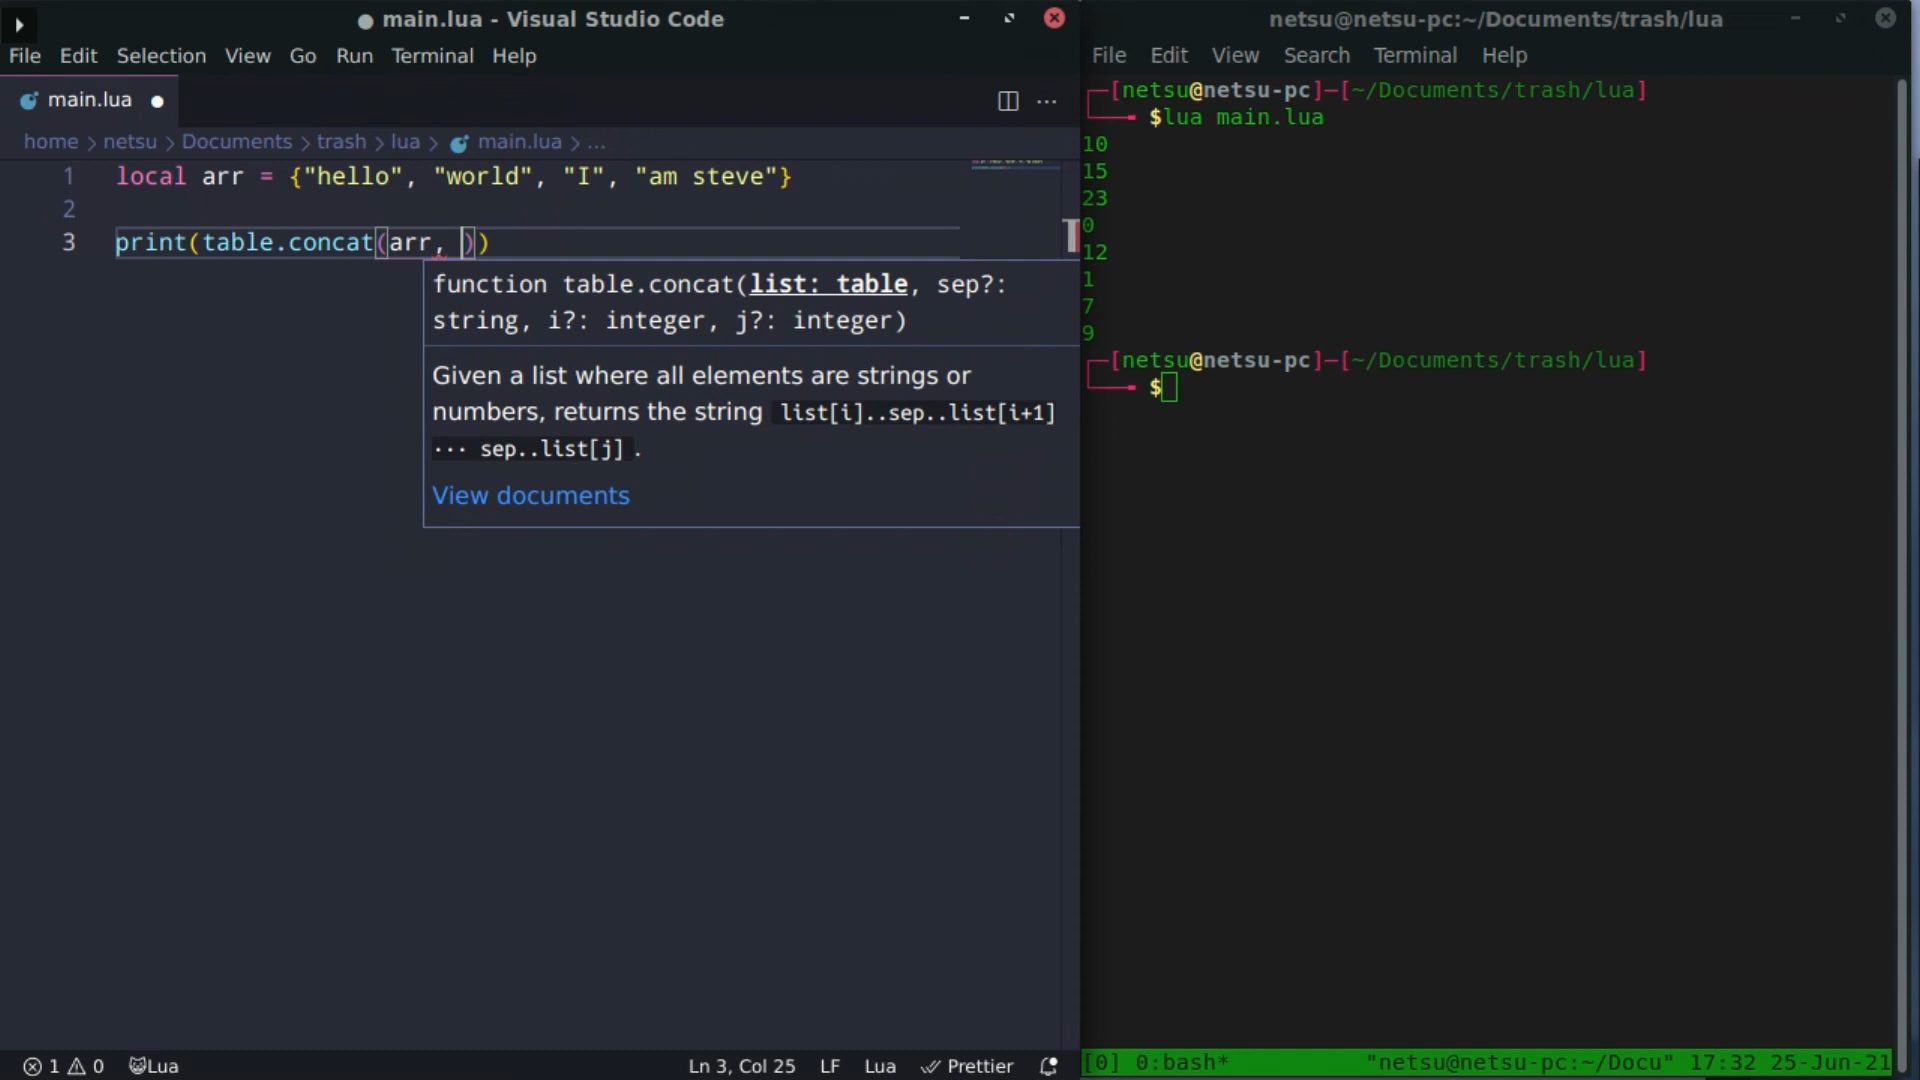 main.lua - Visual Studio Code
File Edit Selection View Go Run Terminal Help
main.lua
home > netsu > Documents > trash > lua > main.lua > ...
1 local arr = {"hello", "world", "I", "am steve"}
2
3 print(table.concat(arr, ))
function table.concat(list: table, sep?:
string, i?: integer, j?: integer)
Given a list where all elements are strings or
numbers, returns the string list[i]..sep..list[i+1]
··· sep..list[j] .
View documents
1 0 Lua Ln 3, Col 25 LF Lua Prettier
netsu@netsu-pc:~/Documents/trash/lua
File Edit View Search Terminal Help
[netsu@netsu-pc]─[~/Documents/trash/lua]
$lua main.lua
10
15
23
0
12
1
7
9
[netsu@netsu-pc]─[~/Documents/trash/lua]
$
[0] 0:bash* "netsu@netsu-pc:~/Docu" 17:32 25-Jun-21